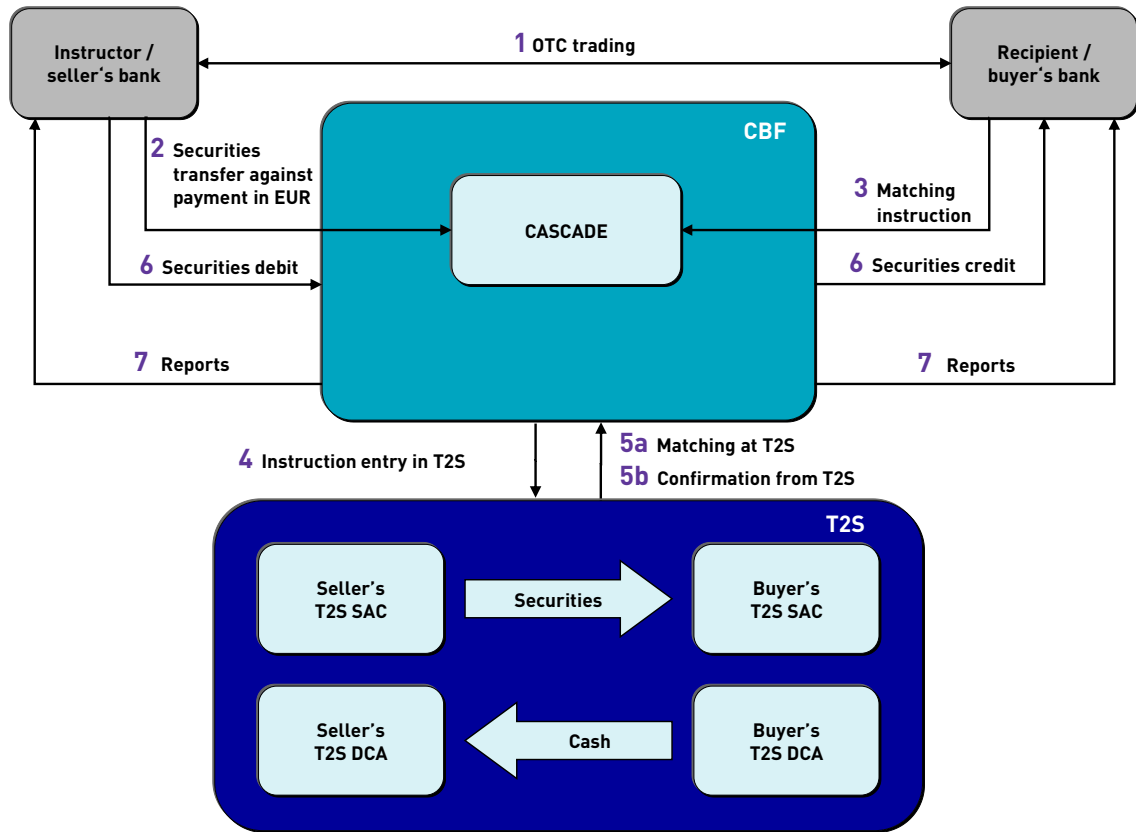 1 OTC trading
Instructor /
seller‘s bank
Recipient /
buyer‘s bank
CBF
2 Securities
transfer against
payment in EUR
CASCADE
3 Matching
instruction
6 Securities debit
6 Securities credit
7 Reports
7 Reports
4 Instruction entry in T2S
5a Matching at T2S
5b Confirmation from T2S
T2S
Seller’s
T2S SAC
Securities
Buyer’s
T2S SAC
Seller’s
T2S DCA
Cash
Buyer’s
T2S DCA